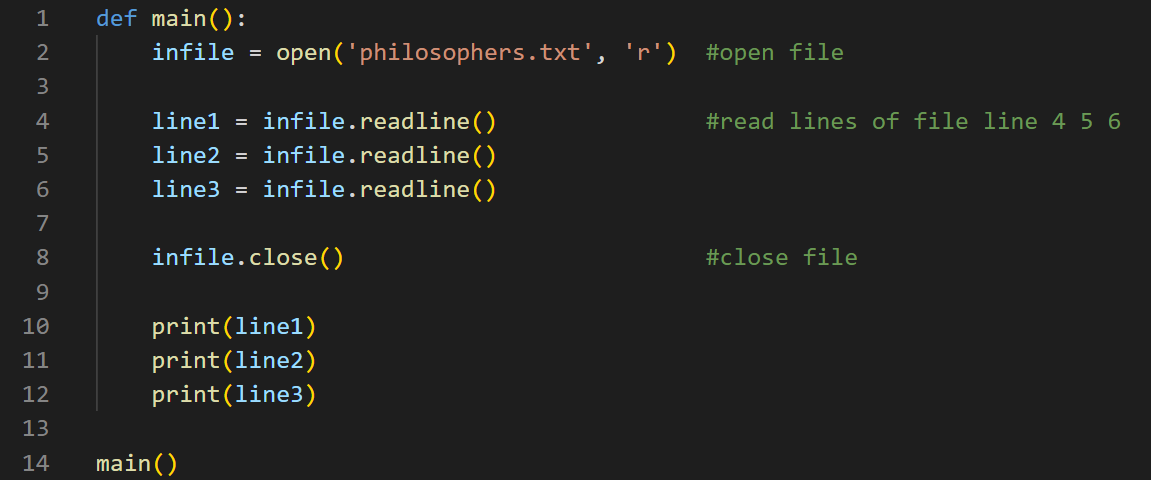 1 def main():
2     infile = open('philosophers.txt', 'r')  #open file
3
4     line1 = infile.readline()               #read lines of file line 4 5 6
5     line2 = infile.readline()
6     line3 = infile.readline()
7
8     infile.close()                          #close file
9
10     print(line1)
11     print(line2)
12     print(line3)
13
14 main()